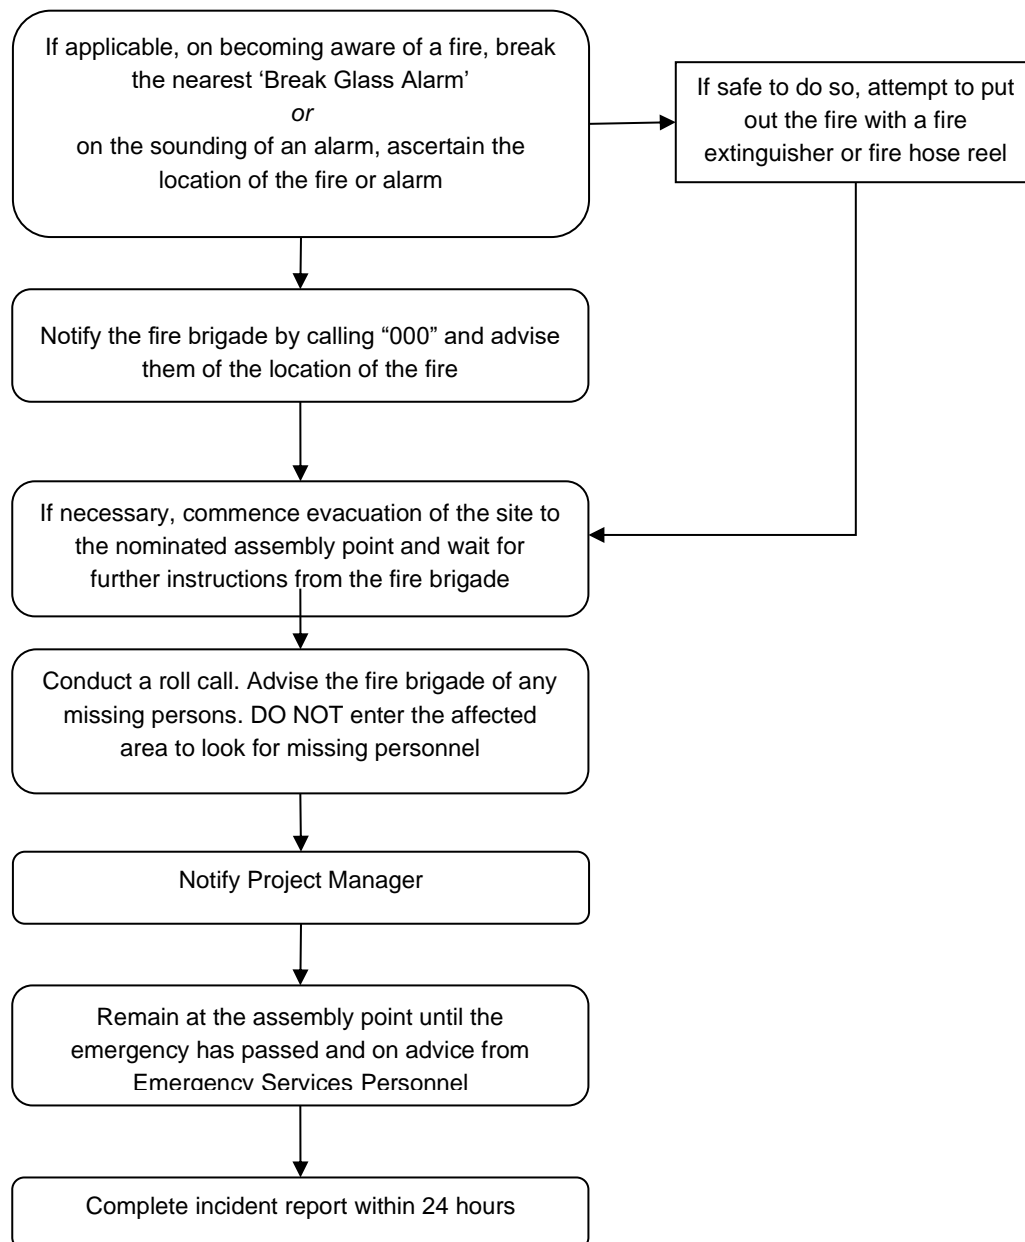 If applicable, on becoming aware of a fire, break
the nearest ‘Break Glass Alarm’
or
on the sounding of an alarm, ascertain the
location of the fire or alarm
If safe to do so, attempt to put
out the fire with a fire
extinguisher or fire hose reel
Notify the fire brigade by calling “000” and advise
them of the location of the fire
If necessary, commence evacuation of the site to
the nominated assembly point and wait for
further instructions from the fire brigade
Conduct a roll call. Advise the fire brigade of any
missing persons. DO NOT enter the affected
area to look for missing personnel
Notify Project Manager
Remain at the assembly point until the
emergency has passed and on advice from
Emergency Services Personnel
Complete incident report within 24 hours